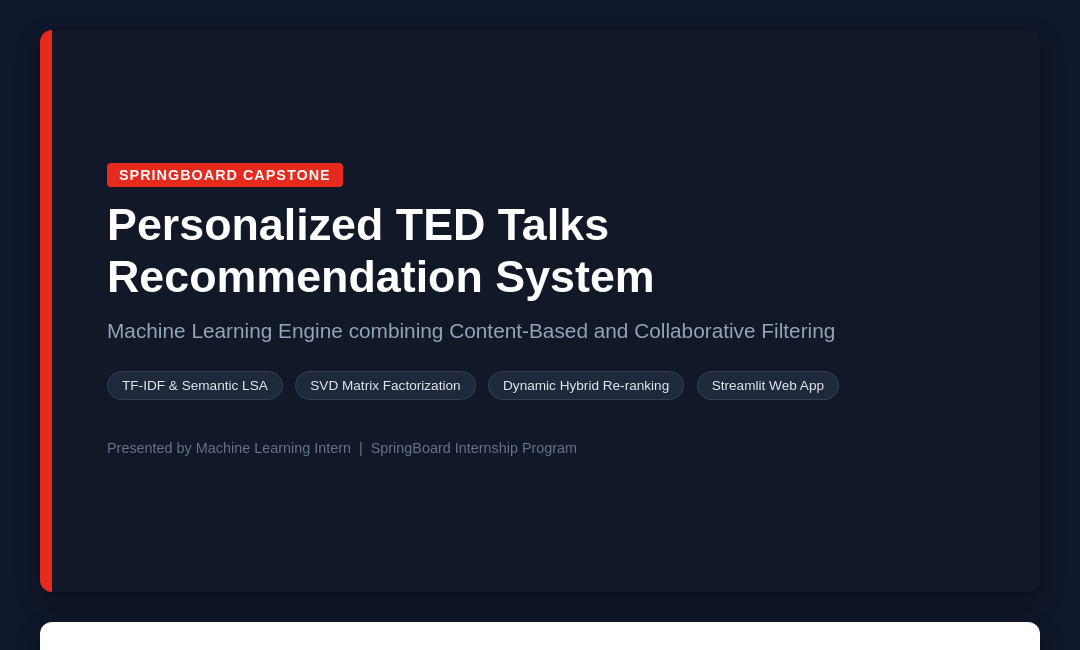 SPRINGBOARD CAPSTONE
Personalized TED Talks
Recommendation System
Machine Learning Engine combining Content-Based and Collaborative Filtering
TF-IDF & Semantic LSA
SVD Matrix Factorization
Dynamic Hybrid Re-ranking
Streamlit Web App
Presented by Machine Learning Intern | SpringBoard Internship Program